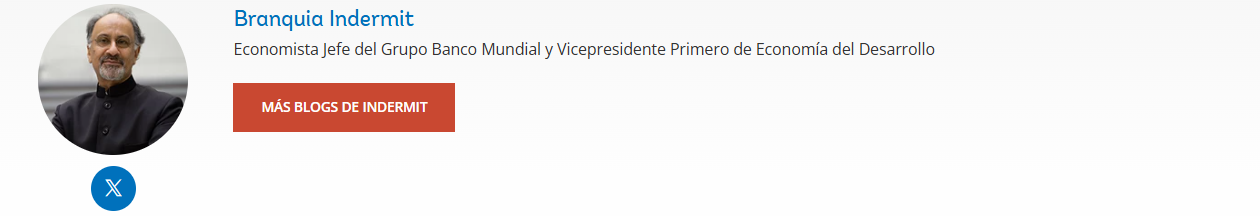 Branquia Indermit
Economista Jefe del Grupo Banco Mundial y Vicepresidente Primero de Economía del Desarrollo
MÁS BLOGS DE INDERMIT